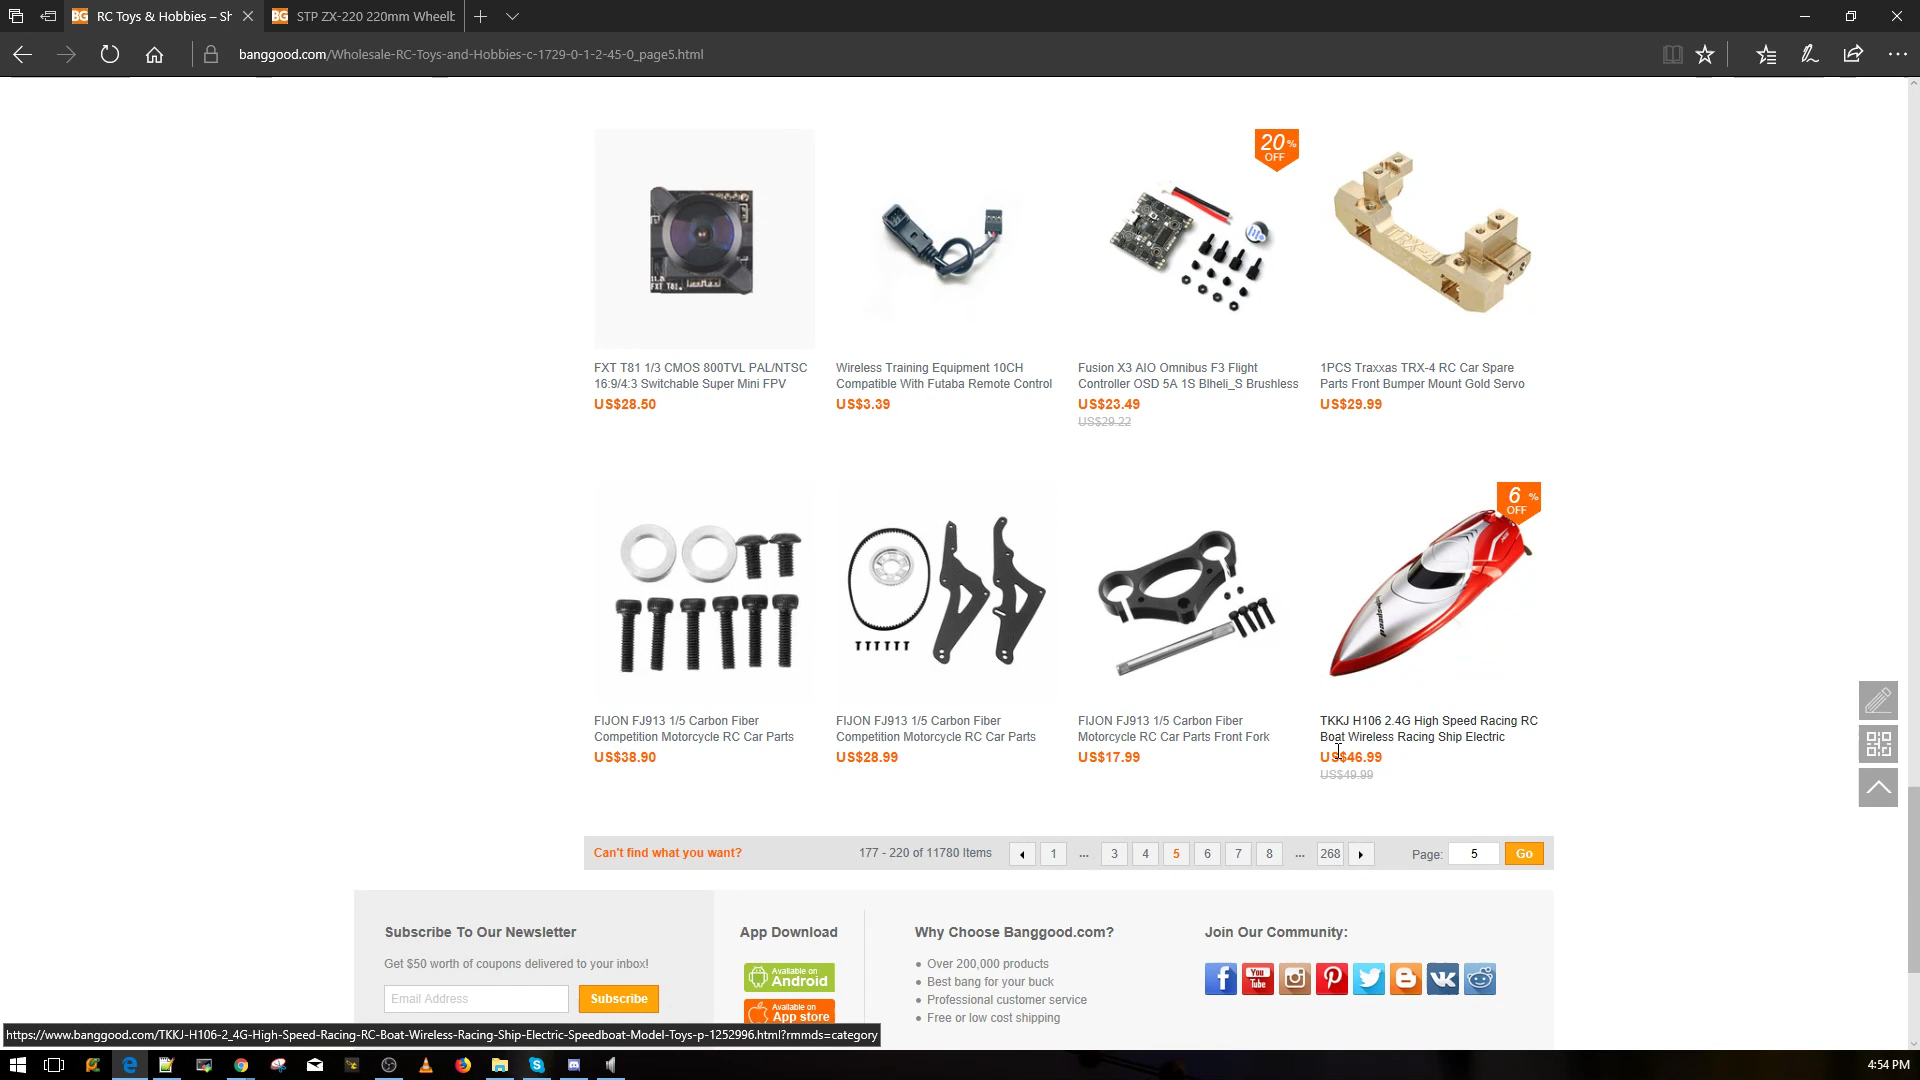 BG RC Toys & Hobbies – Sh
BG STP ZX-220 220mm Wheelb
banggood.com/Wholesale-RC-Toys-and-Hobbies-c-1729-0-1-2-45-0_page5.html
20%
OFF
FXT T81
TRX-4
FXT T81 1/3 CMOS 800TVL PAL/NTSC
16:9/4:3 Switchable Super Mini FPV
US$28.50
Wireless Training Equipment 10CH
Compatible With Futaba Remote Control
US$3.39
Fusion X3 AIO Omnibus F3 Flight
Controller OSD 5A 1S Blheli_S Brushless
US$23.49
US$29.22
1PCS Traxxas TRX-4 RC Car Spare
Parts Front Bumper Mount Gold Servo
US$29.99
6%
OFF
FIJON FJ913 1/5 Carbon Fiber
Competition Motorcycle RC Car Parts
US$38.90
FIJON FJ913 1/5 Carbon Fiber
Competition Motorcycle RC Car Parts
US$28.99
FIJON FJ913 1/5 Carbon Fiber
Motorcycle RC Car Parts Front Fork
US$17.99
TKKJ H106 2.4G High Speed Racing RC
Boat Wireless Racing Ship Electric
US$46.99
US$49.99
Can't find what you want?
177 - 220 of 11780 Items
1 ... 3 4 5 6 7 8 ... 268
Page: 5 Go
Subscribe To Our Newsletter
Get $50 worth of coupons delivered to your inbox!
Email Address
Subscribe
App Download
Available on
Android
Available on
App store
Why Choose Banggood.com?
Over 200,000 products
Best bang for your buck
Professional customer service
Free or low cost shipping
Join Our Community:
You
Tube
https://www.banggood.com/TKKJ-H106-2_4G-High-Speed-Racing-RC-Boat-Wireless-Racing-Ship-Electric-Speedboat-Model-Toys-p-1252996.html?rmmds=category
4:54 PM